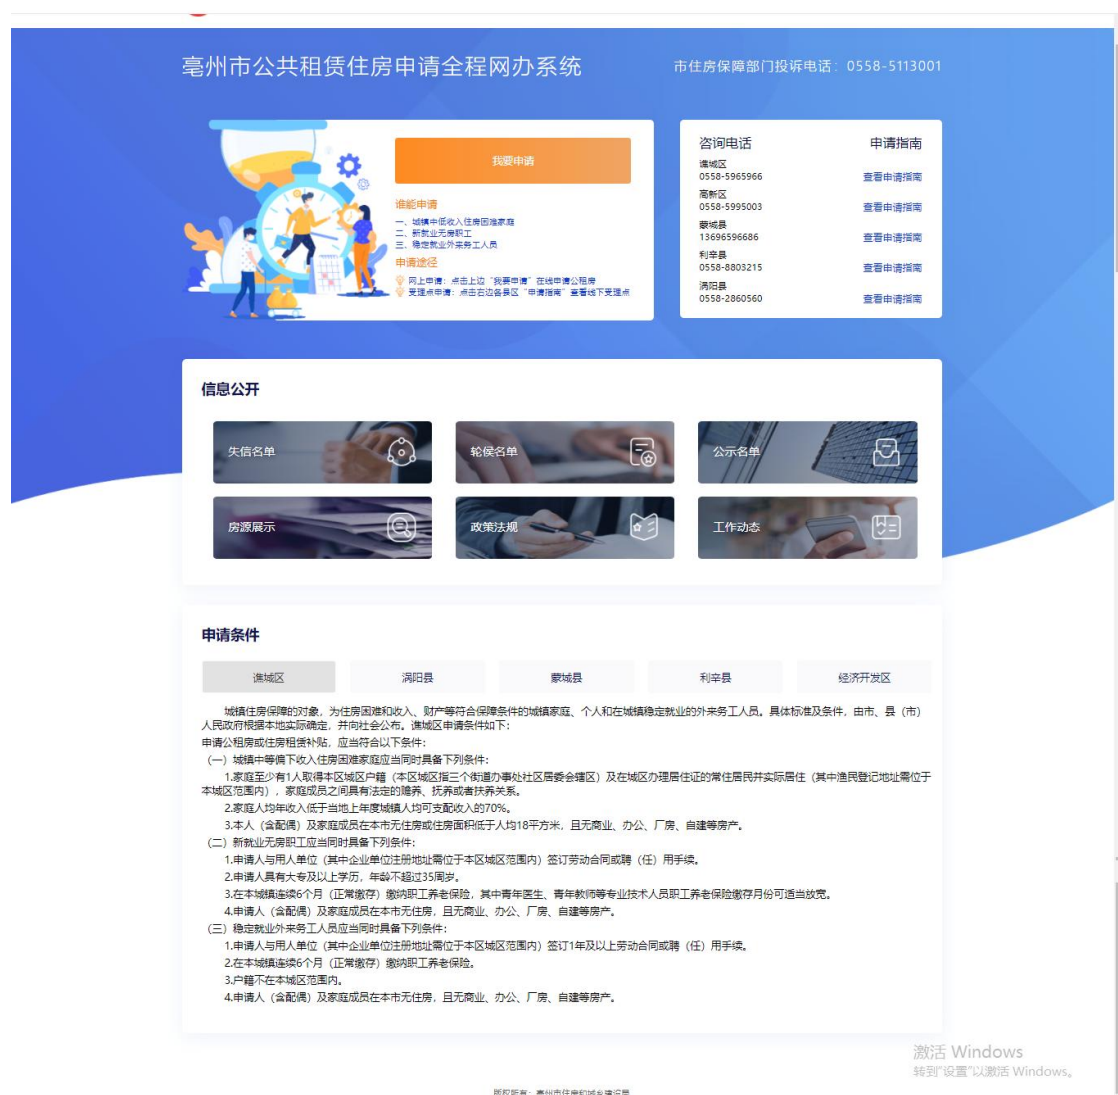 亳州市公共租赁住房申请全程网办系统
市住房保障部门投诉电话：0558-5113001
我要申请
谁能申请
一、城镇中低收入住房困难家庭
二、新就业无房职工
三、稳定就业外来务工人员
申请途径
网上申请：点击上边“我要申请”在线申请公租房
受理点申请：点击右边各县区“申请指南”查看线下受理点
咨询电话 申请指南
谯城区
0558-5965966 查看申请指南
高新区
0558-5995003 查看申请指南
蒙城县
13696596686 查看申请指南
利辛县
0558-8803215 查看申请指南
涡阳县
0558-2860560 查看申请指南
信息公开
失信名单 轮侯名单 公示名单
房源展示 政策法规 工作动态
申请条件
谯城区 涡阳县 蒙城县 利辛县 经济开发区
城镇住房保障的对象，为住房困难和收入、财产等符合保障条件的城镇家庭、个人和在城镇稳定就业的外来务工人员。具体标准及条件，由市、县（市）
人民政府根据本地实际确定，并向社会公布。谯城区申请条件如下：
申请公租房或住房租赁补贴，应当符合以下条件：
（一）城镇中等偏下收入住房困难家庭应当同时具备下列条件：
1.家庭至少有1人取得本区城区户籍（本区城区指三个街道办事处社区居委会辖区）及在城区办理居住证的常住居民并实际居住（其中渔民登记地址需位于
本城区范围内），家庭成员之间具有法定的赡养、抚养或者扶养关系。
2.家庭人均年收入低于当地上年度城镇人均可支配收入的70%。
3.本人（含配偶）及家庭成员在本市无住房或住房面积低于人均18平方米，且无商业、办公、厂房、自建等房产。
（二）新就业无房职工应当同时具备下列条件：
1.申请人与用人单位（其中企业单位注册地址需位于本区城区范围内）签订劳动合同或聘（任）用手续。
2.申请人具有大专及以上学历，年龄不超过35周岁。
3.在本城镇连续6个月（正常缴存）缴纳职工养老保险，其中青年医生、青年教师等专业技术人员职工养老保险缴存月份可适当放宽。
4.申请人（含配偶）及家庭成员在本市无住房，且无商业、办公、厂房、自建等房产。
（三）稳定就业外来务工人员应当同时具备下列条件：
1.申请人与用人单位（其中企业单位注册地址需位于本区城区范围内）签订1年及以上劳动合同或聘（任）用手续。
2.在本城镇连续6个月（正常缴存）缴纳职工养老保险。
3.户籍不在本城区范围内。
4.申请人（含配偶）及家庭成员在本市无住房，且无商业、办公、厂房、自建等房产。
激活 Windows
转到“设置”以激活 Windows。
版权所有：亳州市住房和城乡建设局